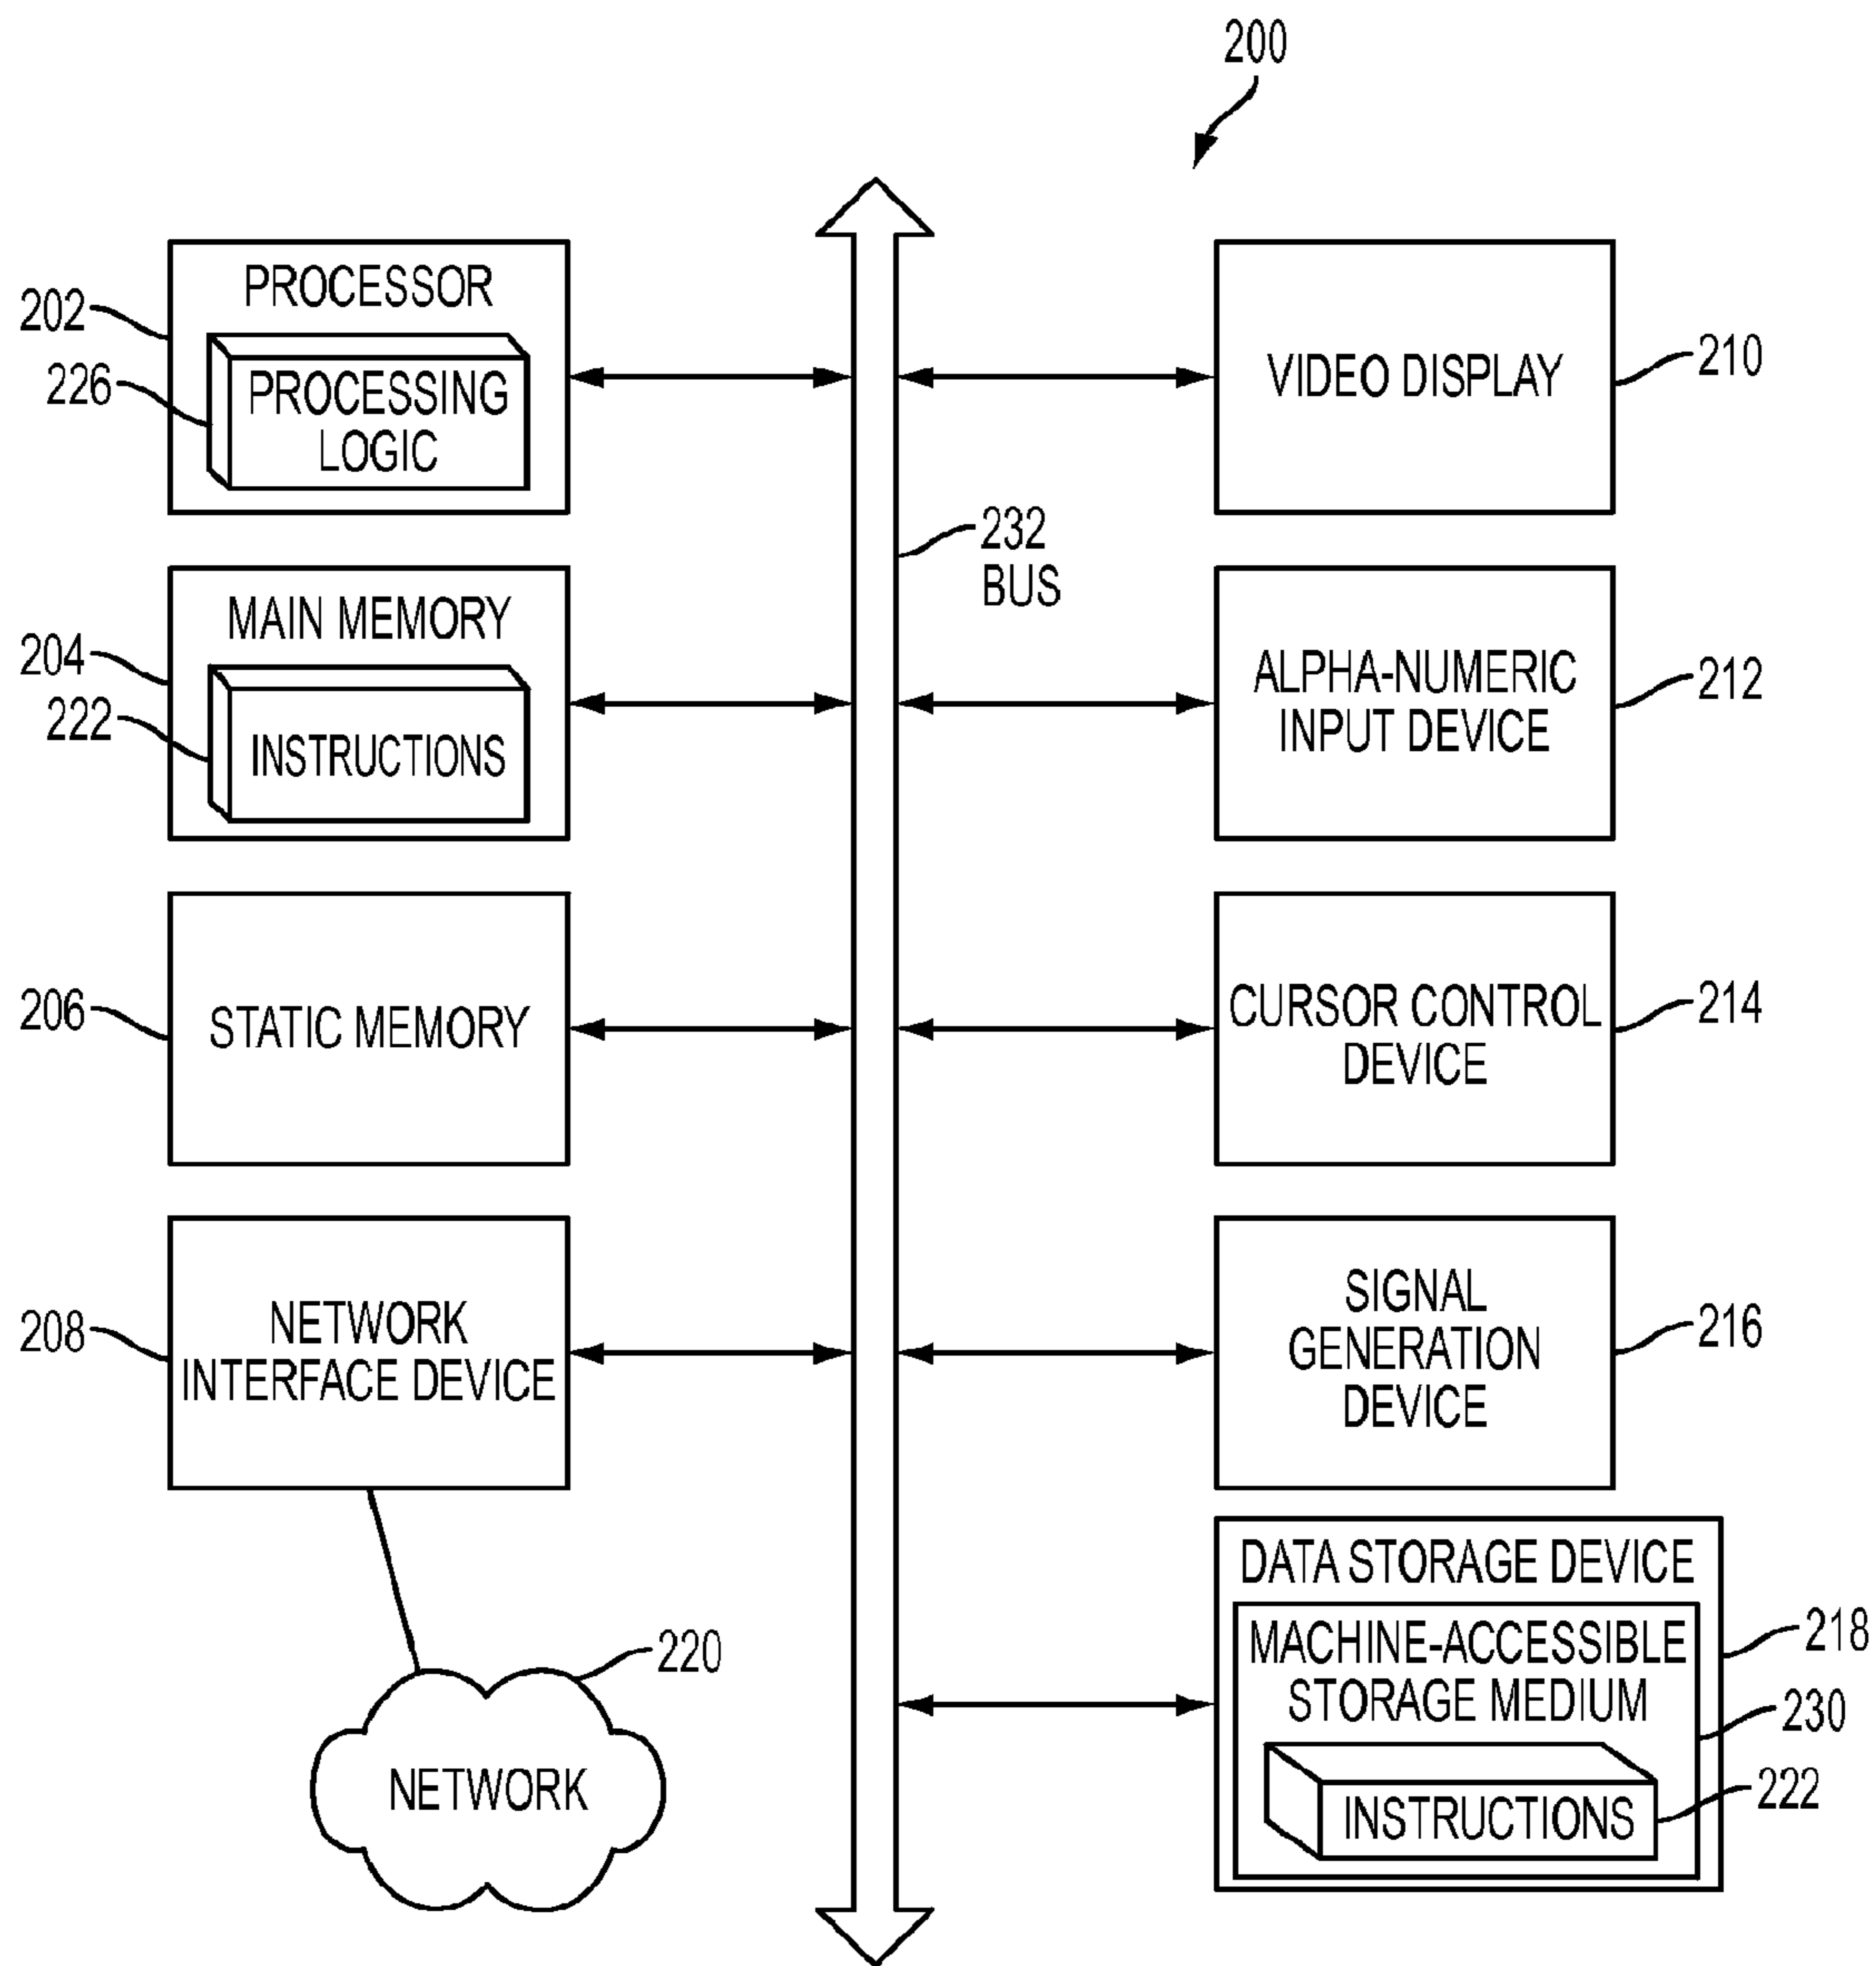 200
PROCESSOR
202
226
PROCESSING
LOGIC
VIDEO DISPLAY
210
232
BUS
MAIN MEMORY
204
222
INSTRUCTIONS
ALPHA-NUMERIC
INPUT DEVICE
212
206
STATIC MEMORY
CURSOR CONTROL
DEVICE
214
208
NETWORK
INTERFACE DEVICE
SIGNAL
GENERATION
DEVICE
216
220
NETWORK
DATA STORAGE DEVICE
MACHINE-ACCESSIBLE
STORAGE MEDIUM
218
230
INSTRUCTIONS
222